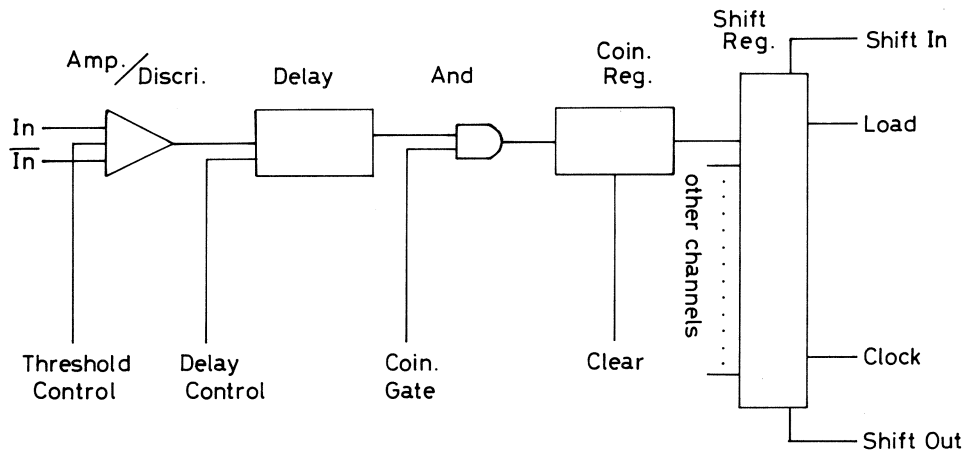 Amp./Discri.
Delay
And
Coin.
Reg.
Shift
Reg.
Shift In
Load
In
I̅n̅
other channels
Threshold
Control
Delay
Control
Coin.
Gate
Clear
Clock
Shift Out